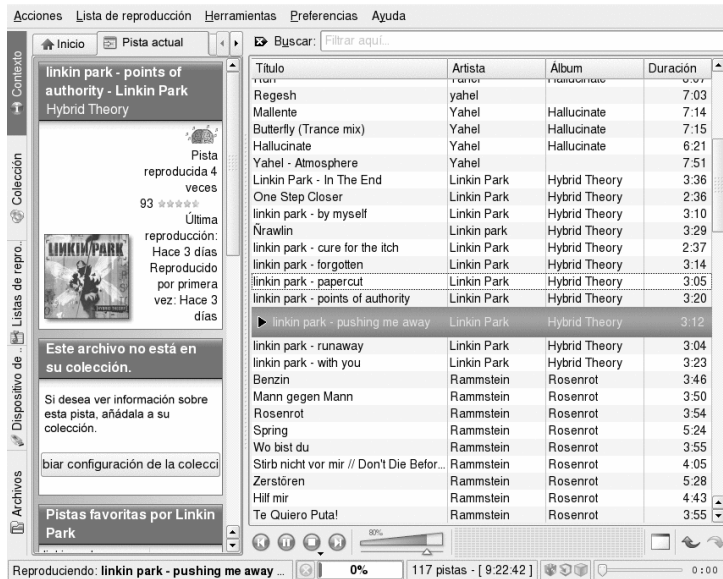 Acciones Lista de reproducción Herramientas Preferencias Ayuda
Contexto
Colección
Listas de repro.
Dispositivo de ..
Archivos
Inicio
Pista actual
linkin park - points of
authority - Linkin Park
Hybrid Theory
Pista
reproducida 4
veces
93
Última
reproducción:
Hace 3 días
Reproducido
por primera
vez: Hace 3
días
LINKIN PARK
Este archivo no está en
su colección.
Si desea ver información sobre
esta pista, añádala a su
colección.
biar configuración de la colecci
Pistas favoritas por Linkin
Park
Buscar: Filtrar aquí...
Título Artista Álbum Duración
Regesh yahel 7:03
Mallente Yahel Hallucinate 7:14
Butterfly (Trance mix) Yahel Hallucinate 7:15
Hallucinate Yahel Hallucinate 6:21
Yahel - Atmosphere Yahel 7:51
Linkin Park - In The End Linkin Park Hybrid Theory 3:36
One Step Closer Linkin Park Hybrid Theory 2:36
linkin park - by myself Linkin Park Hybrid Theory 3:10
Ñrawlin Linkin park Hybrid Theory 3:29
linkin park - cure for the itch Linkin Park Hybrid Theory 2:37
linkin park - forgotten Linkin Park Hybrid Theory 3:14
linkin park - papercut Linkin Park Hybrid Theory 3:05
linkin park - points of authority Linkin Park Hybrid Theory 3:20
linkin park - pushing me away Linkin Park Hybrid Theory 3:12
linkin park - runaway Linkin Park Hybrid Theory 3:04
linkin park - with you Linkin Park Hybrid Theory 3:23
Benzin Rammstein Rosenrot 3:46
Mann gegen Mann Rammstein Rosenrot 3:50
Rosenrot Rammstein Rosenrot 3:54
Spring Rammstein Rosenrot 5:24
Wo bist du Rammstein Rosenrot 3:55
Stirb nicht vor mir // Don't Die Befor... Rammstein Rosenrot 4:05
Zerstören Rammstein Rosenrot 5:28
Hilf mir Rammstein Rosenrot 4:43
Te Quiero Puta! Rammstein Rosenrot 3:55
80%
Reproduciendo: linkin park - pushing me away ... 0% 117 pistas - [ 9:22:42 ] 0:00